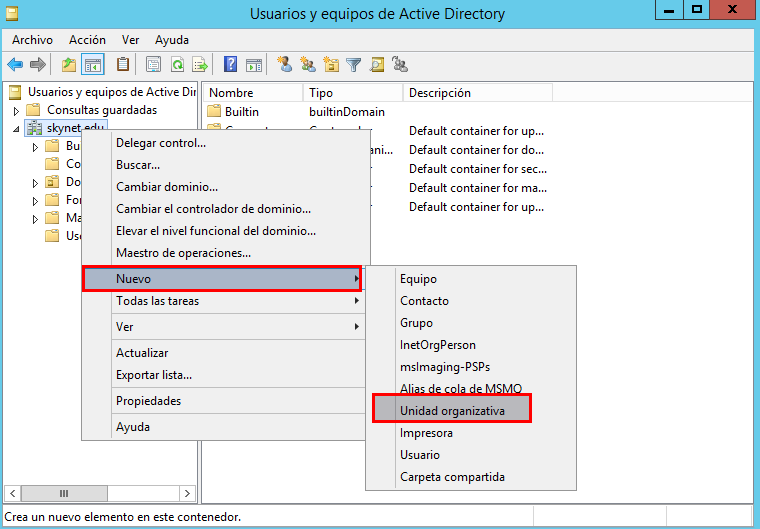 Usuarios y equipos de Active Directory
Archivo Acción Ver Ayuda
Usuarios y equipos de Active Dir
Consultas guardadas
skynet.edu
Bu
Co
Do
For
Ma
Use
Nombre Tipo Descripción
Builtin builtinDomain
Default container for up...
Default container for do...
Default container for sec...
Default container for ma...
Default container for up...
Delegar control...
Buscar...
Cambiar dominio...
Cambiar el controlador de dominio...
Elevar el nivel funcional del dominio...
Maestro de operaciones...
Nuevo
Todas las tareas
Ver
Actualizar
Exportar lista...
Propiedades
Ayuda
Equipo
Contacto
Grupo
InetOrgPerson
msImaging-PSPs
Alias de cola de MSMQ
Unidad organizativa
Impresora
Usuario
Carpeta compartida
Crea un nuevo elemento en este contenedor.